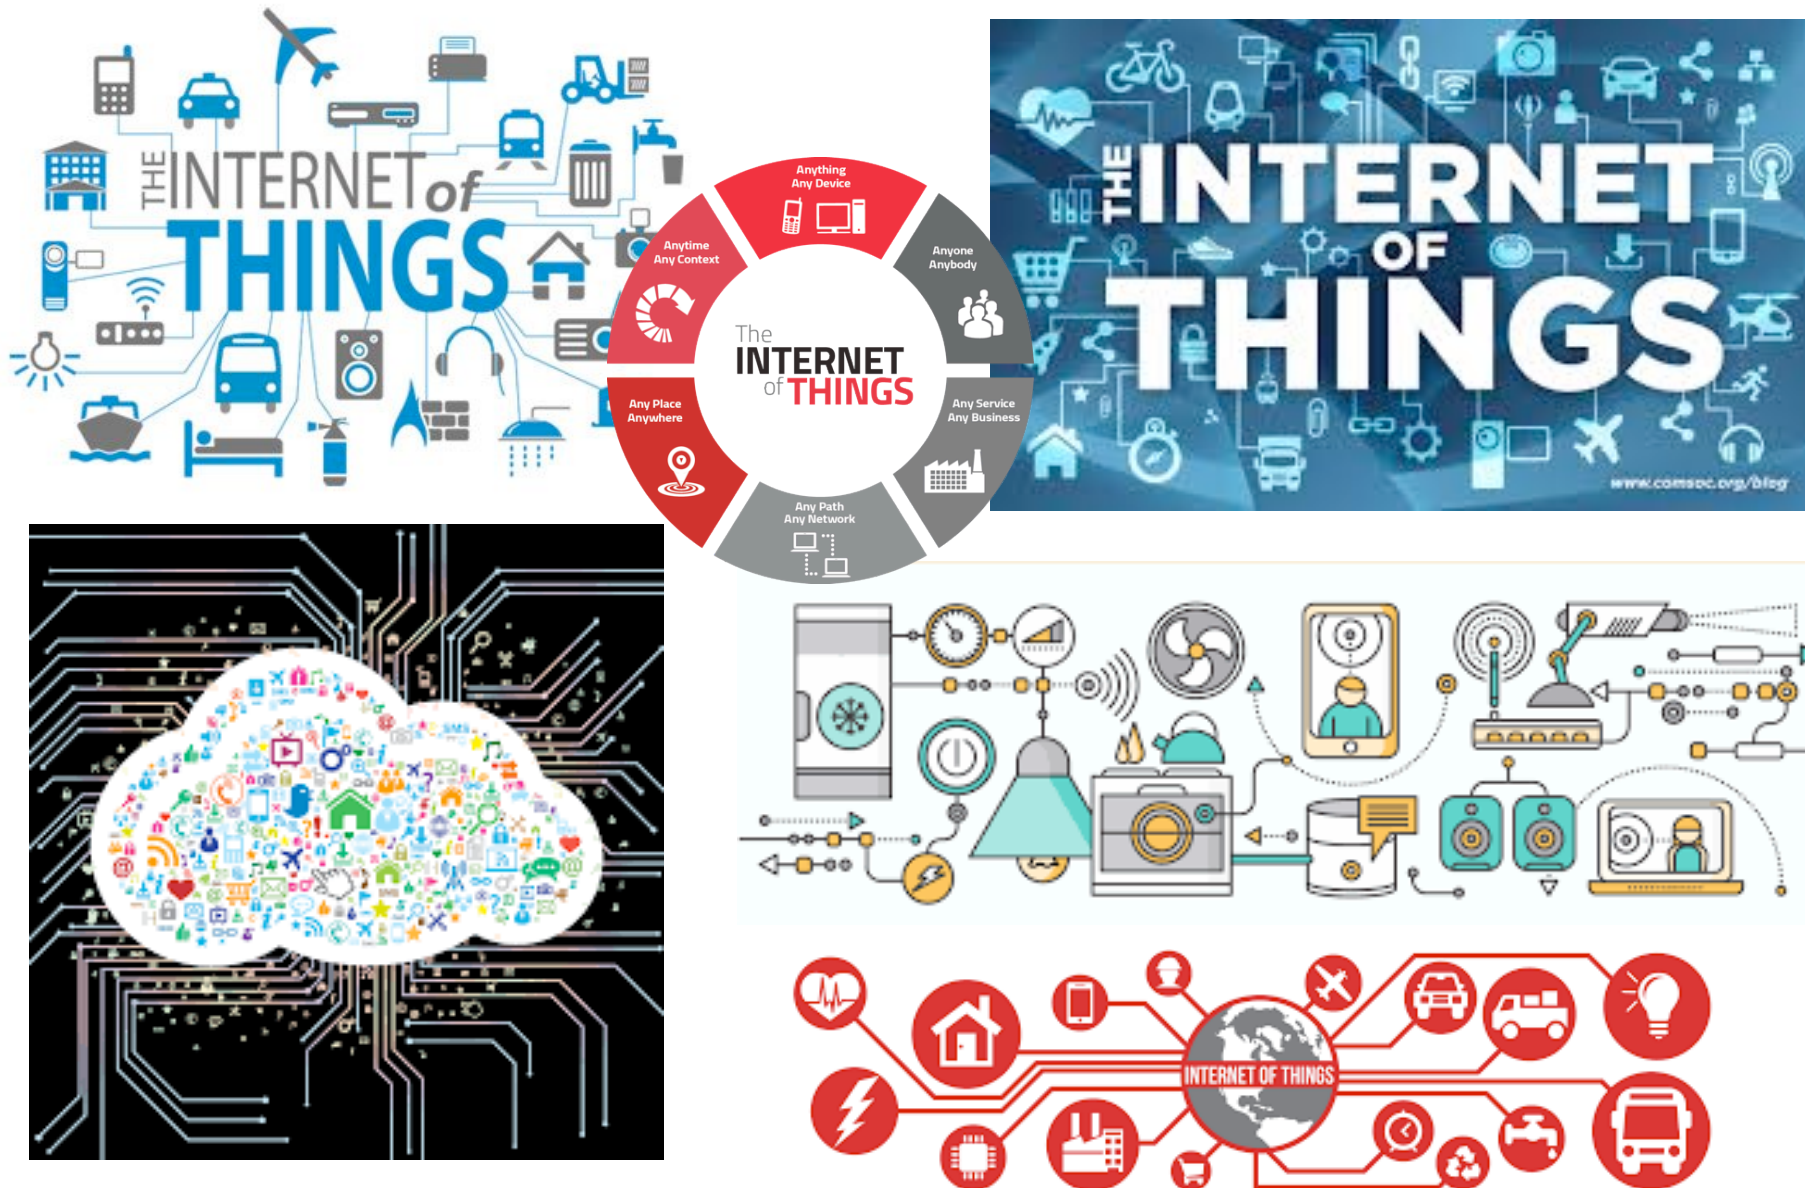 THE INTERNET of
THINGS
Anything
Any Device
Anytime
Any Context
Anyone
Anybody
The
INTERNET
of THINGS
Any Place
Anywhere
Any Service
Any Business
Any Path
Any Network
THE INTERNET
OF
THINGS
www.comsoc.org/blog
SMS
SMS
INTERNET OF THINGS